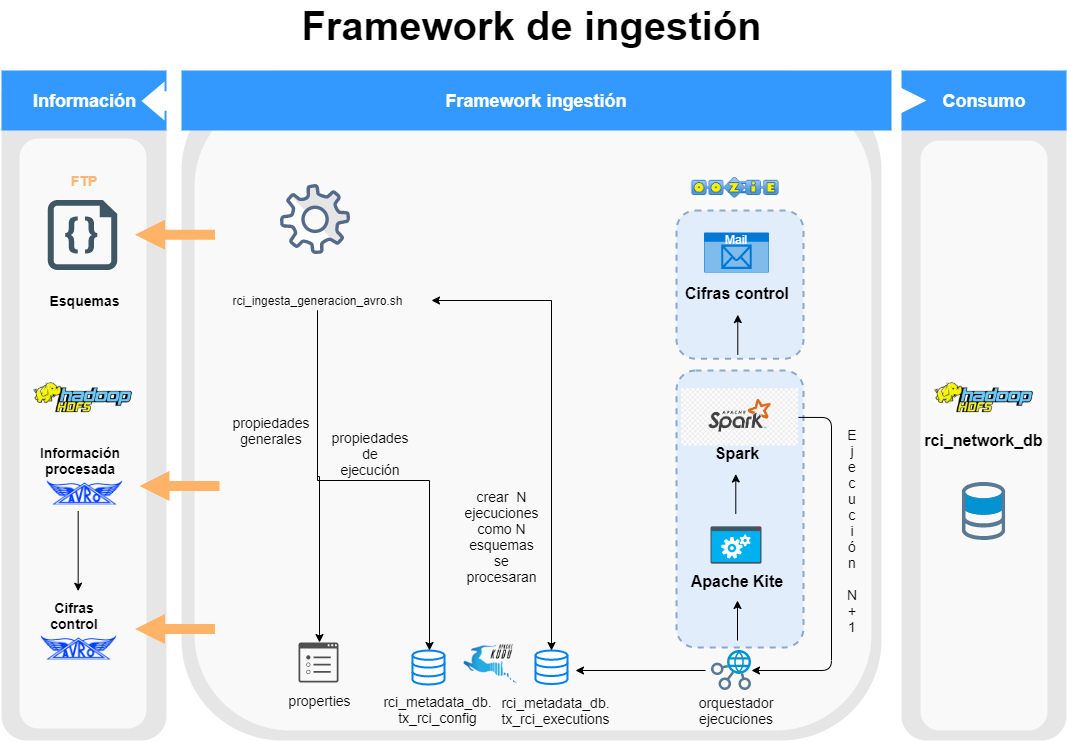 Framework de ingestión
Información
Framework ingestión
Consumo
FTP
Esquemas
hadoop
HDFS
Información
procesada
AVRO
Cifras
control
AVRO
rci_ingesta_generacion_avro.sh
propiedades
generales
propiedades
de
ejecución
crear N
ejecuciones
como N
esquemas
se
procesaran
properties
rci_metadata_db.
tx_rci_config
APACHE
KUDU
rci_metadata_db.
tx_rci_executions
OOZIE
Mail
Cifras control
APACHE
Spark
Spark
Apache Kite
Ejecución N+1
orquestador
ejecuciones
hadoop
HDFS
rci_network_db